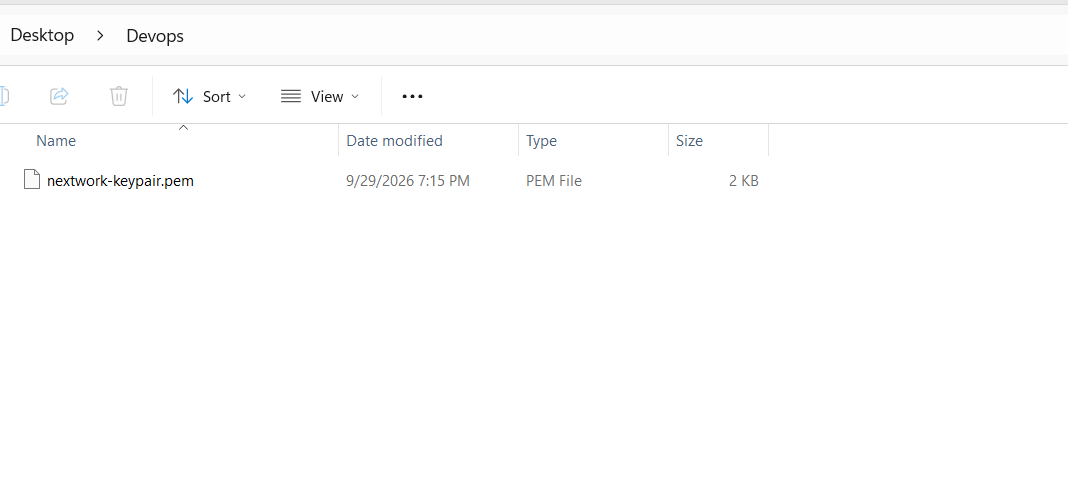 Desktop > Devops
Sort View
Name Date modified Type Size
nextwork-keypair.pem 9/29/2026 7:15 PM PEM File 2 KB